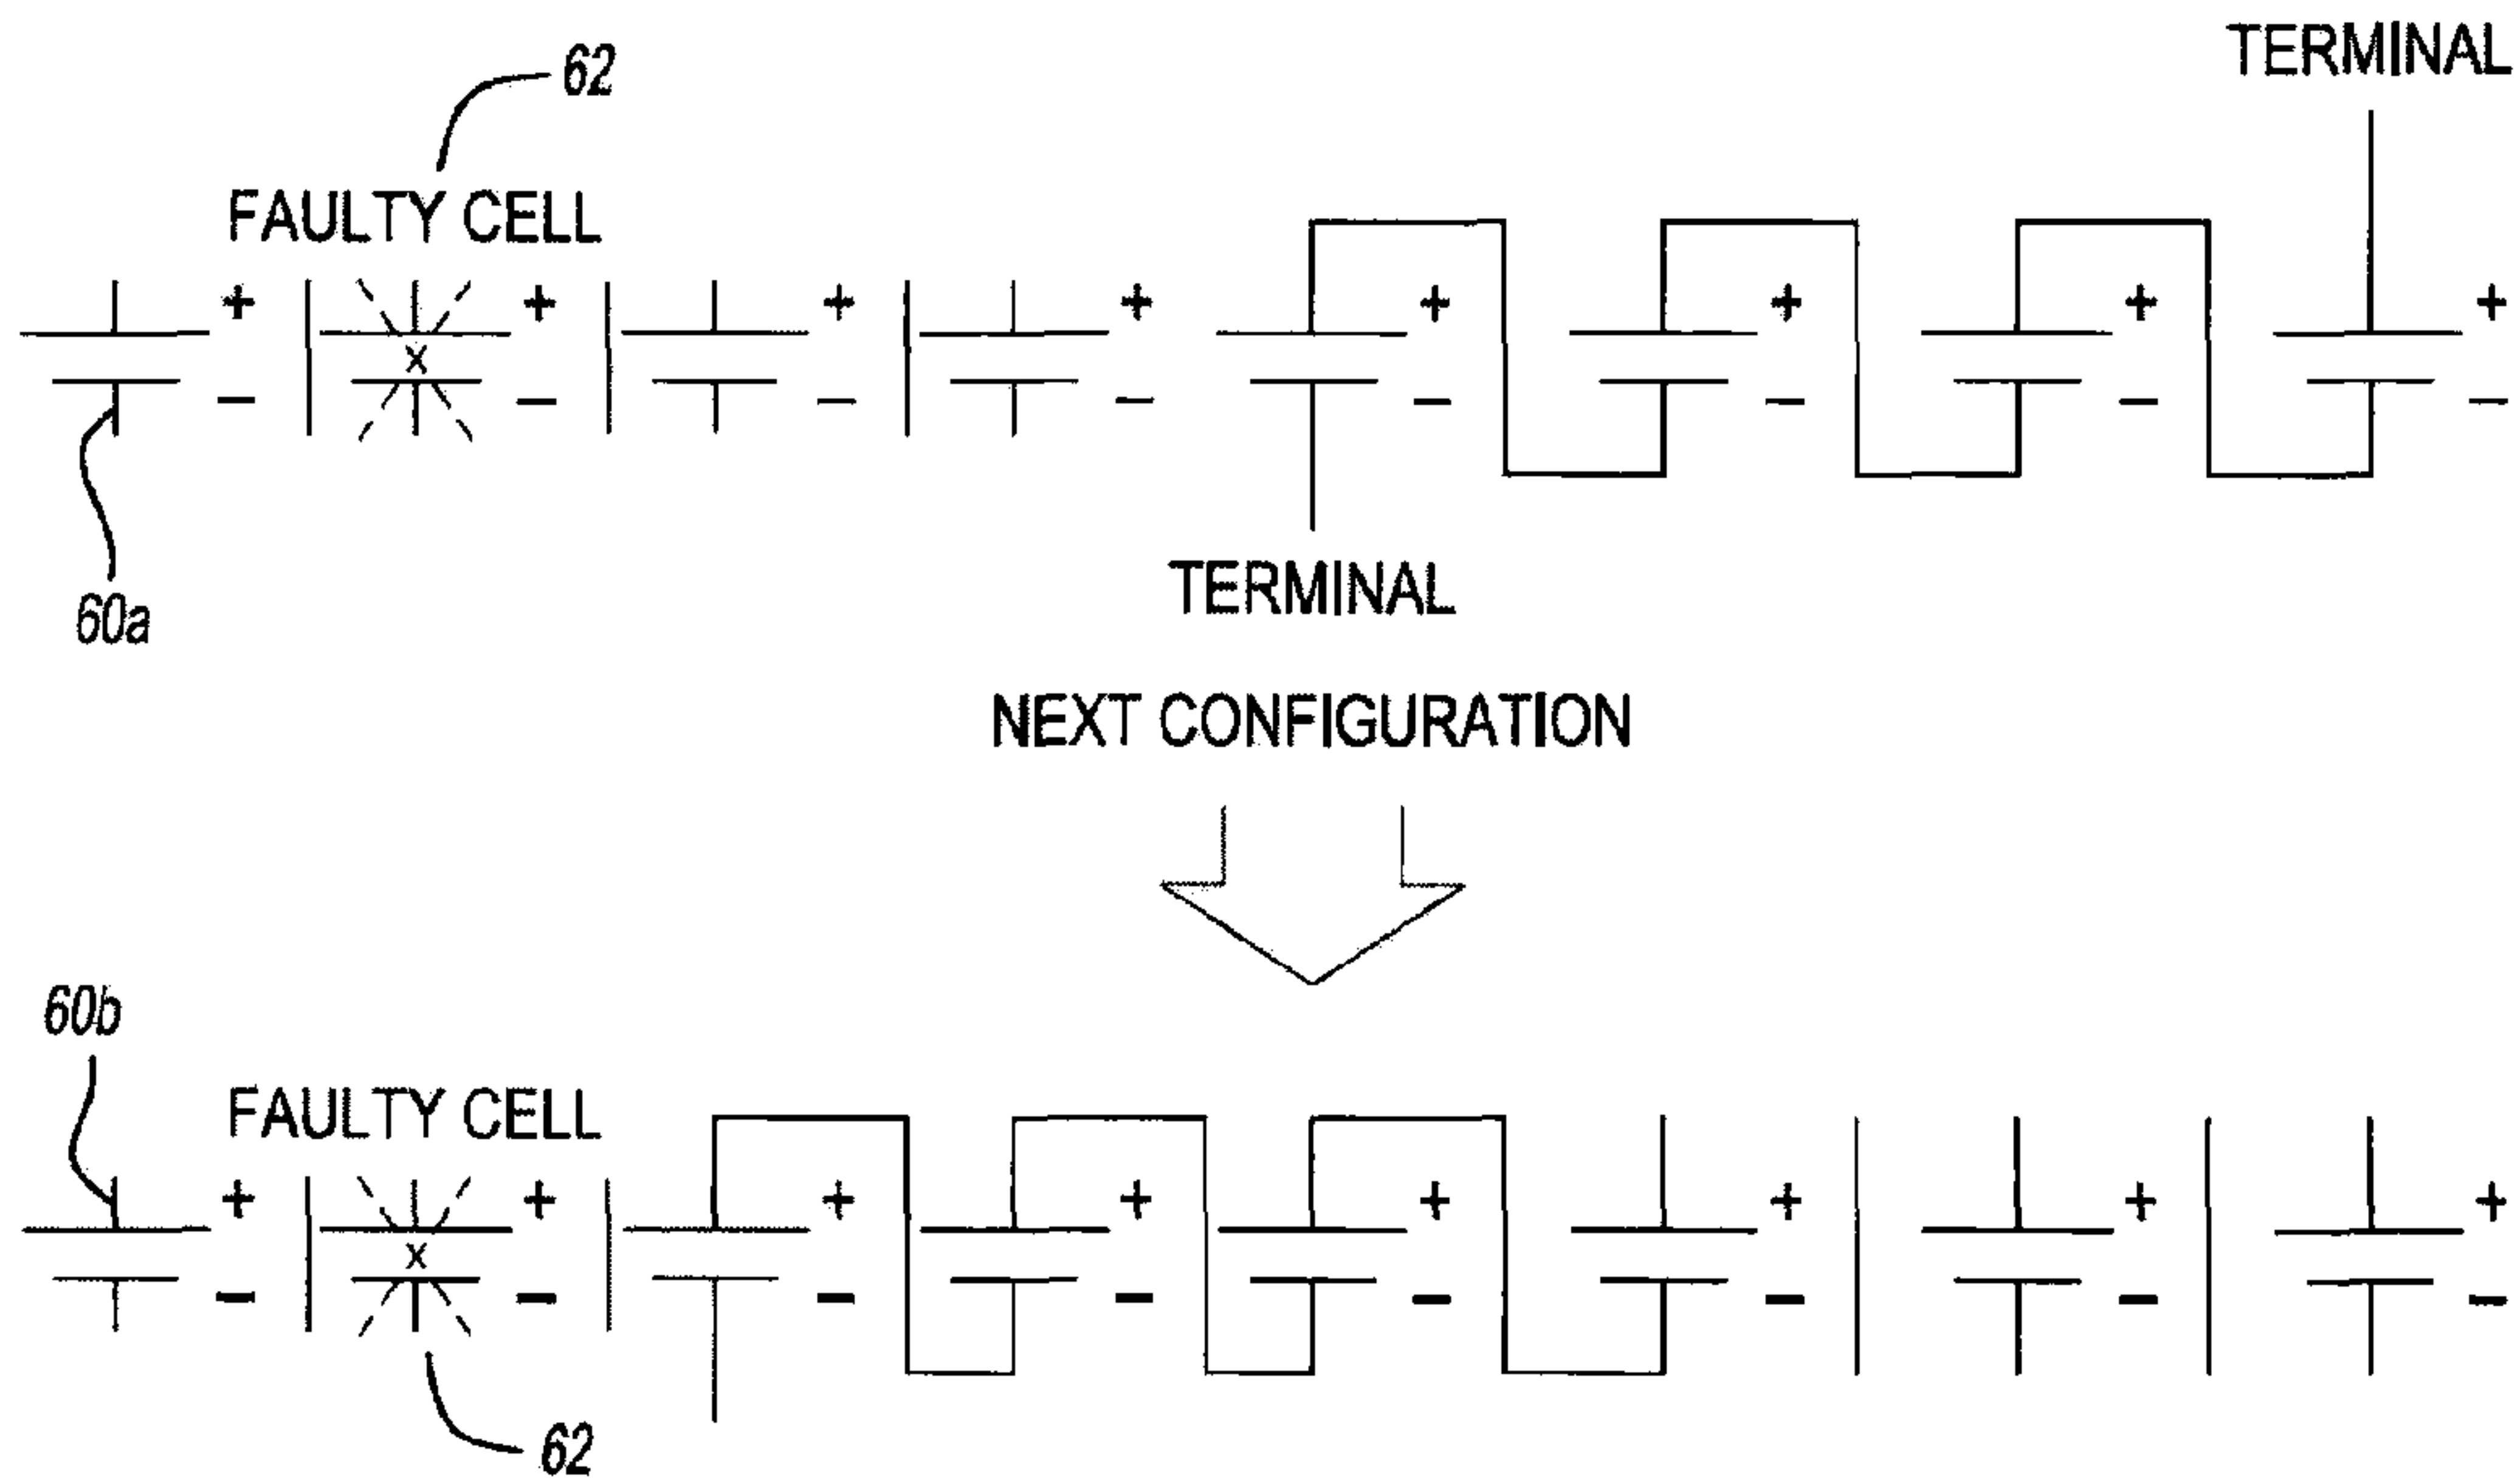 TERMINAL
62
FAULTY CELL
+ + + + + + + +
x
- - - - - - - -
TERMINAL
60a
NEXT CONFIGURATION
60b
FAULTY CELL
+ + + + + + + +
x
- - - - - - - -
62